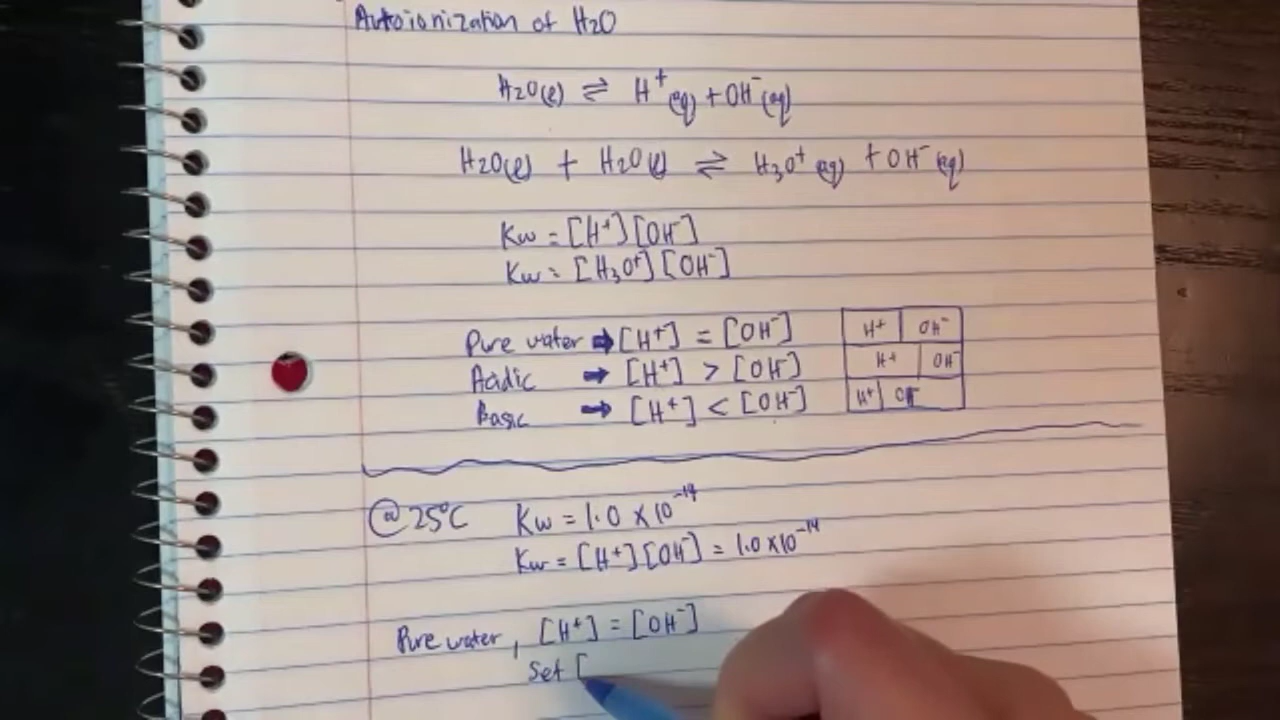 Autoionization of H2O
H2O(l) ⇌ H⁺(aq) + OH⁻(aq)
H2O(l) + H2O(l) ⇌ H3O⁺(aq) + OH⁻(aq)
Kw = [H⁺][OH⁻]
Kw = [H3O⁺][OH⁻]
Pure water ➡ [H⁺] = [OH⁻] H⁺ OH⁻
Acidic ➡ [H⁺] > [OH⁻] H⁺ OH⁻
Basic ➡ [H⁺] < [OH⁻] H⁺ OH⁻
@ 25°C Kw = 1.0 × 10⁻¹⁴
Kw = [H⁺][OH⁻] = 1.0 × 10⁻¹⁴
Pure water, [H⁺] = [OH⁻]
Set [